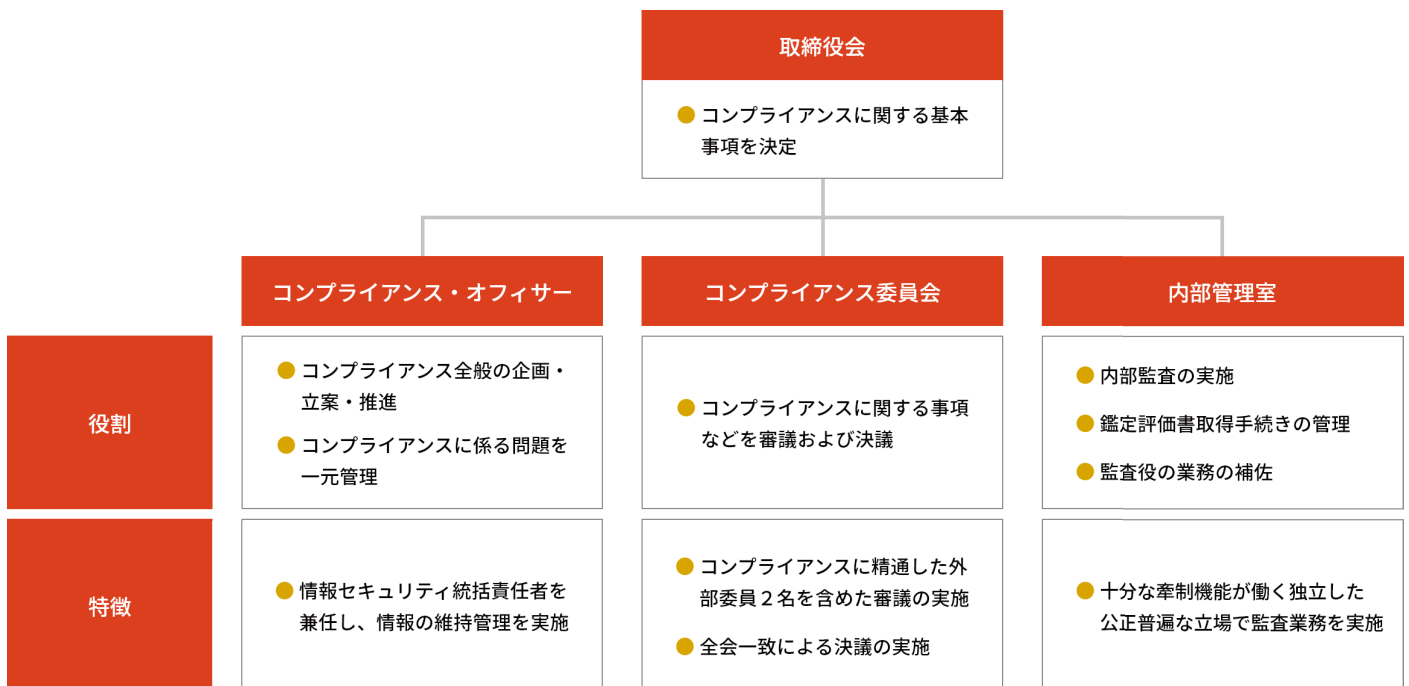 取締役会
● コンプライアンスに関する基本
事項を決定
コンプライアンス・オフィサー
コンプライアンス委員会
内部管理室
役割
● コンプライアンス全般の企画・
立案・推進
● コンプライアンスに係る問題を
一元管理
● コンプライアンスに関する事項
などを審議および決議
● 内部監査の実施
● 鑑定評価書取得手続きの管理
● 監査役の業務の補佐
特徴
● 情報セキュリティ統括責任者を
兼任し、情報の維持管理を実施
● コンプライアンスに精通した外
部委員２名を含めた審議の実施
● 全会一致による決議の実施
● 十分な牽制機能が働く独立した
公正普遍な立場で監査業務を実施